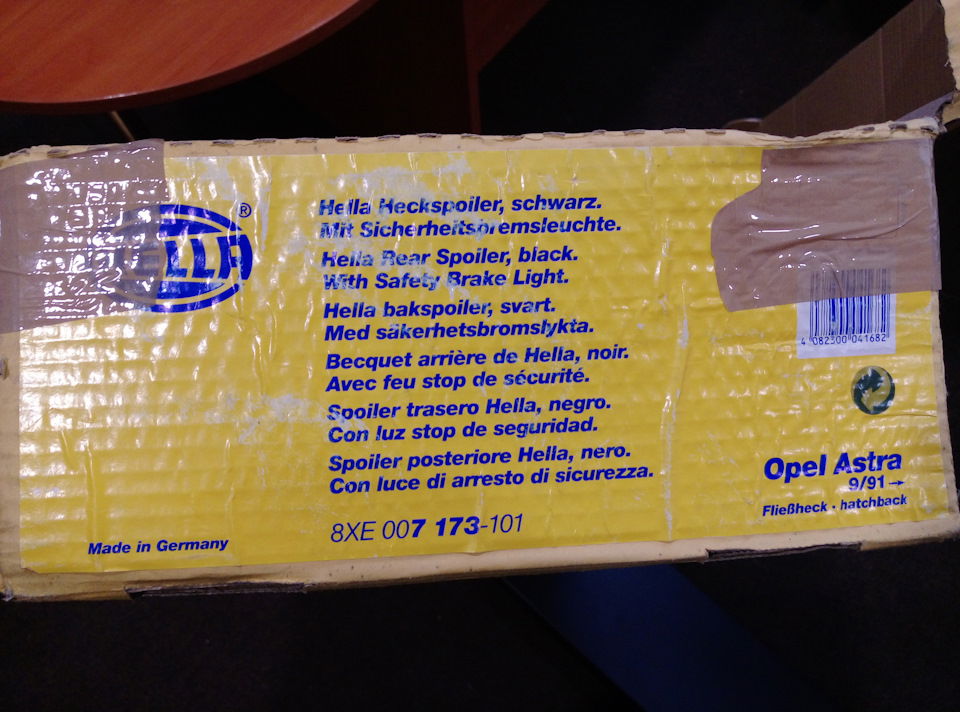 HELLA ®
Hella Heckspoiler, schwarz.
Mit Sicherheitsbremsleuchte.
Hella Rear Spoiler, black.
With Safety Brake Light.
Hella bakspoiler, svart.
Med säkerhetsbromslykta.
Becquet arrière de Hella, noir.
Avec feu stop de sécurité.
Spoiler trasero Hella, negro.
Con luz stop de seguridad.
Spoiler posteriore Hella, nero.
Con luce di arresto di sicurezza.
8XE 007 173-101
Made in Germany
4 082300 041682
Opel Astra
9/91→
Fließheck · hatchback